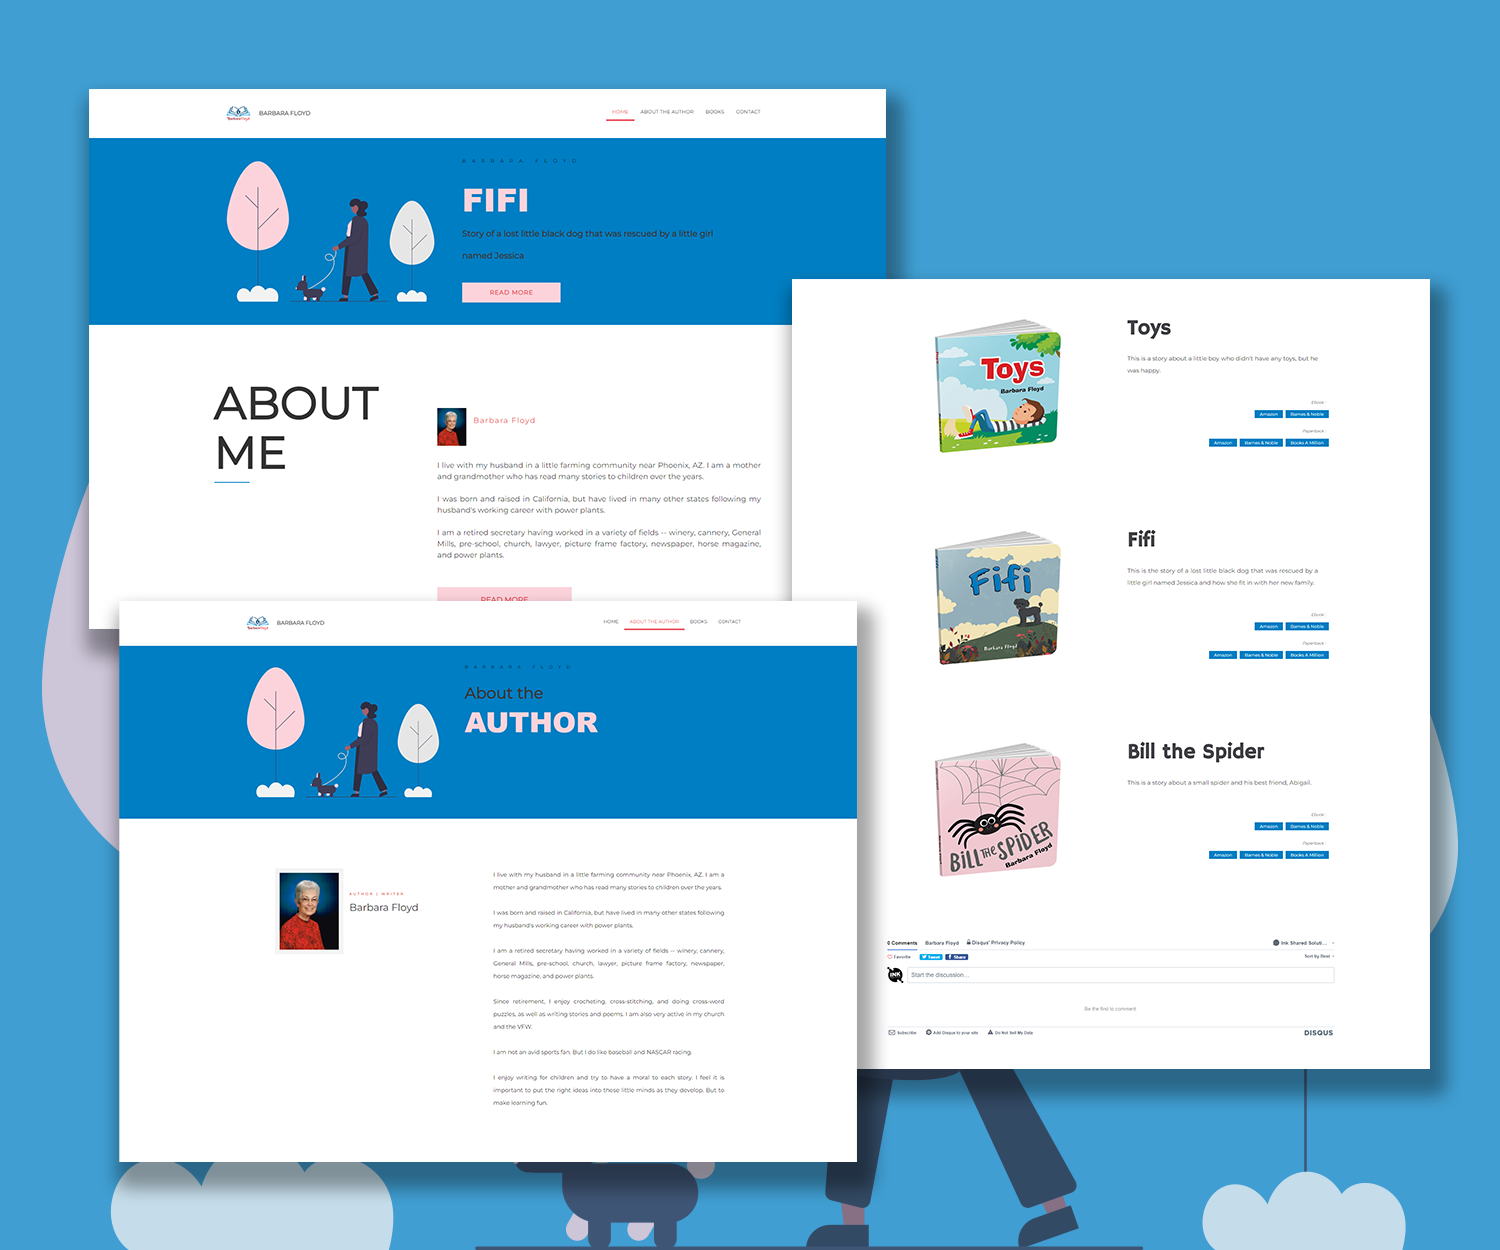 BarbaraFloyd
BARBARA FLOYD
HOME
ABOUT THE AUTHOR
BOOKS
CONTACT
BARBARA FLOYD
FIFI
Story of a lost little black dog that was rescued by a little girl
named Jessica
READ MORE
ABOUT
ME
Barbara Floyd
I live with my husband in a little farming community near Phoenix, AZ. I am a mother
and grandmother who has read many stories to children over the years.
I was born and raised in California, but have lived in many other states following my
husband's working career with power plants.
I am a retired secretary having worked in a variety of fields -- winery, cannery, General
Mills, pre-school, church, lawyer, picture frame factory, newspaper, horse magazine,
and power plants.
READ MORE
BarbaraFloyd
BARBARA FLOYD
HOME
ABOUT THE AUTHOR
BOOKS
CONTACT
BARBARA FLOYD
About the
AUTHOR
AUTHOR | WRITER
Barbara Floyd
I live with my husband in a little farming community near Phoenix, AZ. I am a
mother and grandmother who has read many stories to children over the years.
I was born and raised in California, but have lived in many other states following
my husband's working career with power plants.
I am a retired secretary having worked in a variety of fields -- winery, cannery,
General Mills, pre-school, church, lawyer, picture frame factory, newspaper,
horse magazine, and power plants.
Since retirement, I enjoy crocheting, cross-stitching, and doing cross-word
puzzles, as well as writing stories and poems. I am also very active in my church
and the VFW.
I am not an avid sports fan. But I do like baseball and NASCAR racing.
I enjoy writing for children and try to have a moral to each story. I feel it is
important to put the right ideas into these little minds as they develop. But to
make learning fun.
Toys
Barbara Floyd
Toys
This is a story about a little boy who didn't have any toys, but he
was happy.
Ebook :
Amazon
Barnes & Noble
Paperback :
Amazon
Barnes & Noble
Books A Million
Fifi
Barbara Floyd
Fifi
This is the story of a lost little black dog that was rescued by a
little girl named Jessica and how she fit in with her new family.
Ebook :
Amazon
Barnes & Noble
Paperback :
Amazon
Barnes & Noble
Books A Million
BILL THE SPIDER
Barbara Floyd
Bill the Spider
This is a story about a small spider and his best friend, Abigail.
Ebook :
Amazon
Barnes & Noble
Paperback :
Amazon
Barnes & Noble
Books A Million
0 Comments
Barbara Floyd
Disqus' Privacy Policy
Ink Shared Soluti...
Favorite
Tweet
Share
Sort by Best
INK
Start the discussion...
Be the first to comment.
Subscribe
Add Disqus to your site
Do Not Sell My Data
DISQUS